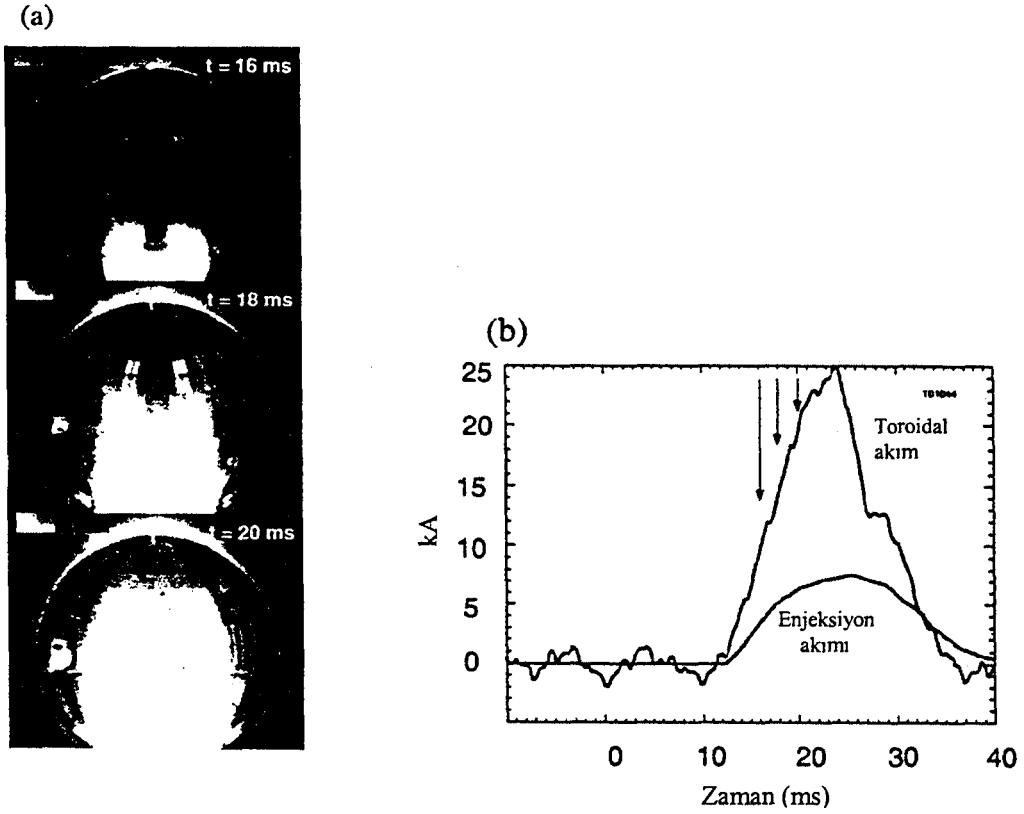 (a)
t = 16 ms
t = 18 ms
t = 20 ms
(b)
25
20
15
10
5
0
kA
Toroidal
akım
Enjeksiyon
akımı
0 10 20 30 40
Zaman (ms)